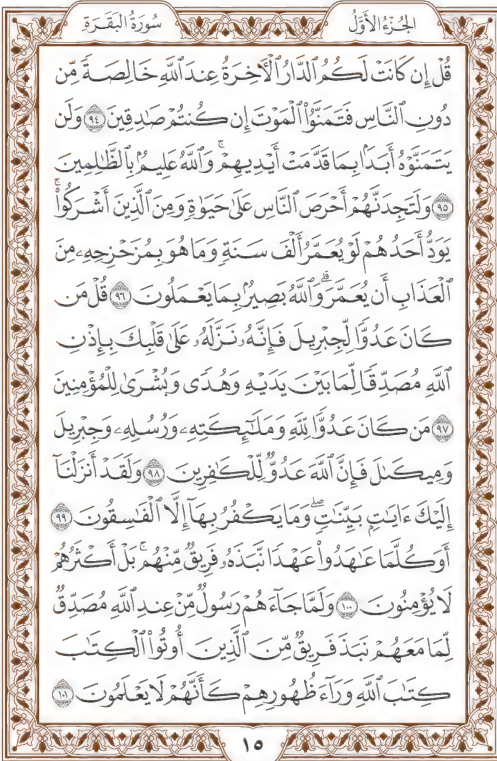 الجُزْءُ الأَوَّلُ
سُورَةُ البَقَرَةِ
قُلْ إِن كَانَتْ لَكُمُ ٱلدَّارُ ٱلْأَخِرَةُ عِندَ ٱللَّهِ خَالِصَةً مِّن
دُونِ ٱلنَّاسِ فَتَمَنَّوُاْ ٱلْمَوْتَ إِن كُنتُمْ صَٰدِقِينَ ٩٤ وَلَن
يَتَمَنَّوْهُ أَبَدًۢا بِمَا قَدَّمَتْ أَيْدِيهِمْۚ وَٱللَّهُ عَلِيمُۢ بِٱلظَّٰلِمِينَ
٩٥ وَلَتَجِدَنَّهُمْ أَحْرَصَ ٱلنَّاسِ عَلَىٰ حَيَوٰةٍ وَمِنَ ٱلَّذِينَ أَشْرَكُواْۚ
يَوَدُّ أَحَدُهُمْ لَوْ يُعَمَّرُ أَلْفَ سَنَةٍ وَمَا هُوَ بِمُزَحْزِحِهِۦ مِنَ
ٱلْعَذَابِ أَن يُعَمَّرَۗ وَٱللَّهُ بَصِيرُۢ بِمَا يَعْمَلُونَ ٩٦ قُلْ مَن
كَانَ عَدُوًّا لِّجِبْرِيلَ فَإِنَّهُۥ نَزَّلَهُۥ عَلَىٰ قَلْبِكَ بِإِذْنِ
ٱللَّهِ مُصَدِّقًا لِّمَا بَيْنَ يَدَيْهِ وَهُدًى وَبُشْرَىٰ لِلْمُؤْمِنِينَ
٩٧ مَن كَانَ عَدُوًّا لِّلَّهِ وَمَلَٰٓئِكَتِهِۦ وَرُسُلِهِۦ وَجِبْرِيلَ
وَمِيكَىٰلَ فَإِنَّ ٱللَّهَ عَدُوٌّ لِّلْكَٰفِرِينَ ٩٨ وَلَقَدْ أَنزَلْنَآ
إِلَيْكَ ءَايَٰتٍۭ بَيِّنَٰتٍۖ وَمَا يَكْفُرُ بِهَآ إِلَّا ٱلْفَٰسِقُونَ ٩٩
أَوَكُلَّمَا عَٰهَدُواْ عَهْدًا نَّبَذَهُۥ فَرِيقٌ مِّنْهُمۚ بَلْ أَكْثَرُهُمْ
لَا يُؤْمِنُونَ ١٠٠ وَلَمَّا جَآءَهُمْ رَسُولٌ مِّنْ عِندِ ٱللَّهِ مُصَدِّقٌ
لِّمَا مَعَهُمْ نَبَذَ فَرِيقٌ مِّنَ ٱلَّذِينَ أُوتُواْ ٱلْكِتَٰبَ
كِتَٰبَ ٱللَّهِ وَرَآءَ ظُهُورِهِمْ كَأَنَّهُمْ لَا يَعْلَمُونَ ١٠١
١٥